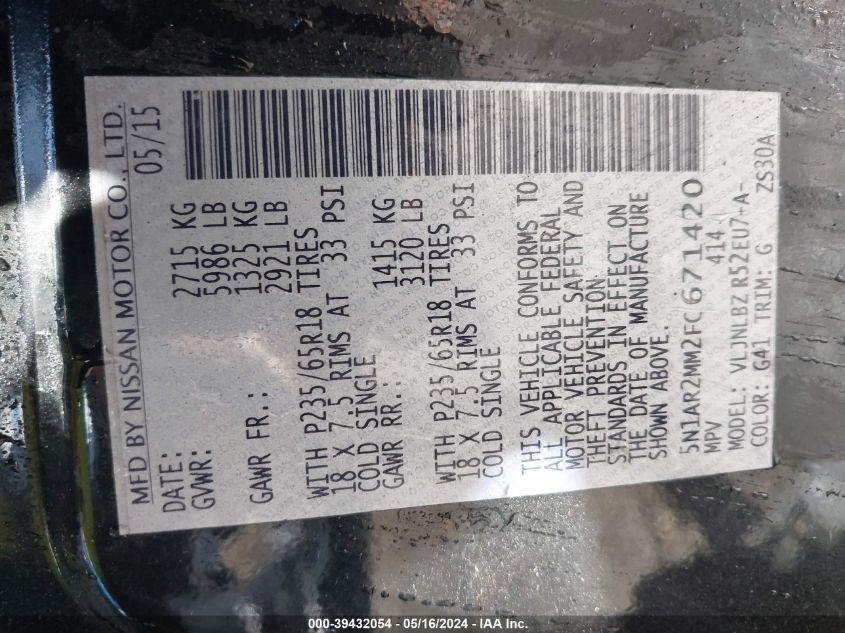 MFD BY NISSAN MOTOR CO., LTD.
DATE: 05/15
GVWR: 2715 KG
5986 LB
GAWR FR.: 1325 KG
2921 LB
WITH P235/65R18 TIRES
18 X 7.5 RIMS AT 33 PSI
COLD SINGLE
GAWR RR.: 1415 KG
3120 LB
WITH P235/65R18 TIRES
18 X 7.5 RIMS AT 33 PSI
COLD SINGLE
THIS VEHICLE CONFORMS TO
ALL APPLICABLE FEDERAL
MOTOR VEHICLE SAFETY AND
THEFT PREVENTION
STANDARDS IN EFFECT ON
THE DATE OF MANUFACTURE
SHOWN ABOVE.
5N1AR2MM2FC671420
MPV 414
MODEL: VLJNLBZ R52EU7-A-
COLOR: G41 TRIM: G ZS30A
000-39432054 - 05/16/2024 - IAA Inc.